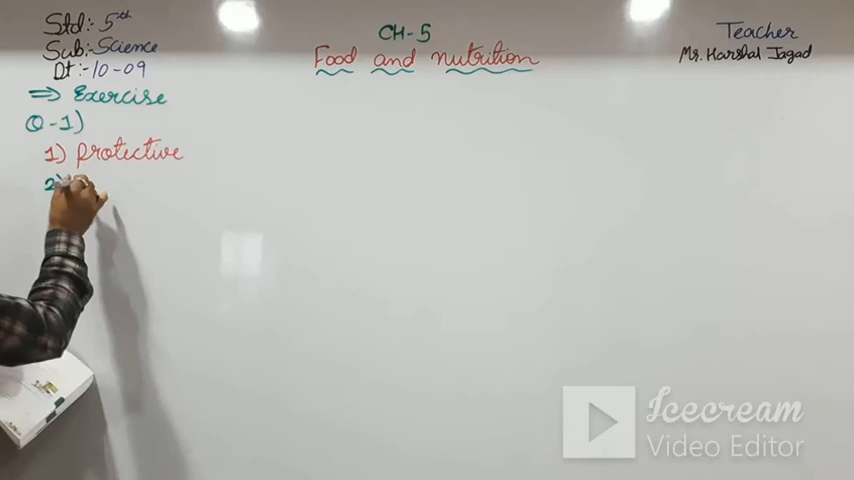 Std:- 5th
Sub:- Science
Dt:- 10-09
CH-5
Food and nutrition
Teacher
Mr. Harshal Jagad
⇒ Exercise
Q-1)
1) Protective
2)
Icecream
Video Editor